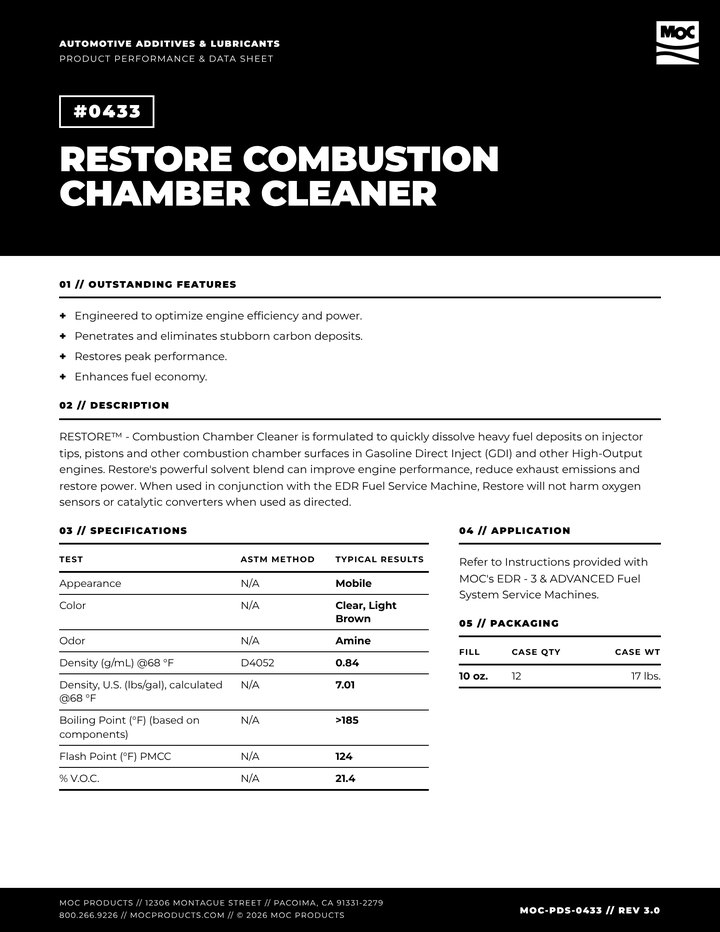 AUTOMOTIVE ADDITIVES & LUBRICANTS
PRODUCT PERFORMANCE & DATA SHEET
MOC
#0433
RESTORE COMBUSTION
CHAMBER CLEANER
01 // OUTSTANDING FEATURES
+ Engineered to optimize engine efficiency and power.
+ Penetrates and eliminates stubborn carbon deposits.
+ Restores peak performance.
+ Enhances fuel economy.
02 // DESCRIPTION
RESTORE™ - Combustion Chamber Cleaner is formulated to quickly dissolve heavy fuel deposits on injector
tips, pistons and other combustion chamber surfaces in Gasoline Direct Inject (GDI) and other High-Output
engines. Restore's powerful solvent blend can improve engine performance, reduce exhaust emissions and
restore power. When used in conjunction with the EDR Fuel Service Machine, Restore will not harm oxygen
sensors or catalytic converters when used as directed.
03 // SPECIFICATIONS
TEST ASTM METHOD TYPICAL RESULTS
Appearance N/A Mobile
Color N/A Clear, Light
Brown
Odor N/A Amine
Density (g/mL) @68 °F D4052 0.84
Density, U.S. (lbs/gal), calculated N/A 7.01
@68 °F
Boiling Point (°F) (based on N/A >185
components)
Flash Point (°F) PMCC N/A 124
% V.O.C. N/A 21.4
04 // APPLICATION
Refer to Instructions provided with
MOC's EDR - 3 & ADVANCED Fuel
System Service Machines.
05 // PACKAGING
FILL CASE QTY CASE WT
10 oz. 12 17 lbs.
MOC PRODUCTS // 12306 MONTAGUE STREET // PACOIMA, CA 91331-2279
800.266.9226 // MOCPRODUCTS.COM // © 2026 MOC PRODUCTS
MOC-PDS-0433 // REV 3.0